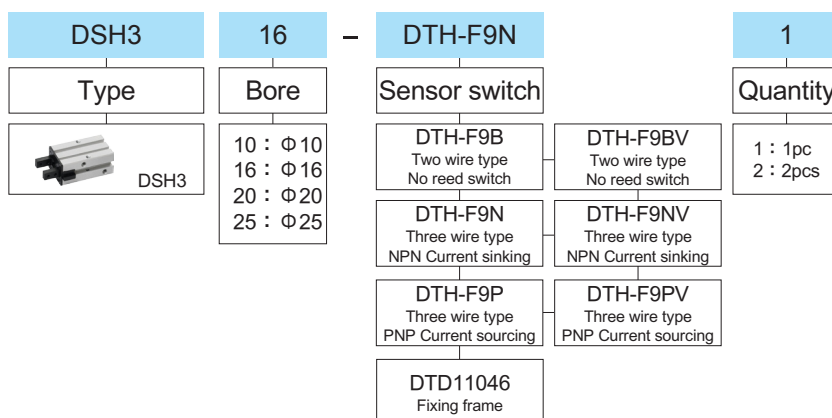 DSH3 16 – DTH-F9N 1
Type Bore Sensor switch Quantity
DSH3
10：Φ10
16：Φ16
20：Φ20
25：Φ25
DTH-F9B
Two wire type
No reed switch
DTH-F9BV
Two wire type
No reed switch
DTH-F9N
Three wire type
NPN Current sinking
DTH-F9NV
Three wire type
NPN Current sinking
DTH-F9P
Three wire type
PNP Current sourcing
DTH-F9PV
Three wire type
PNP Current sourcing
DTD11046
Fixing frame
1：1pc
2：2pcs